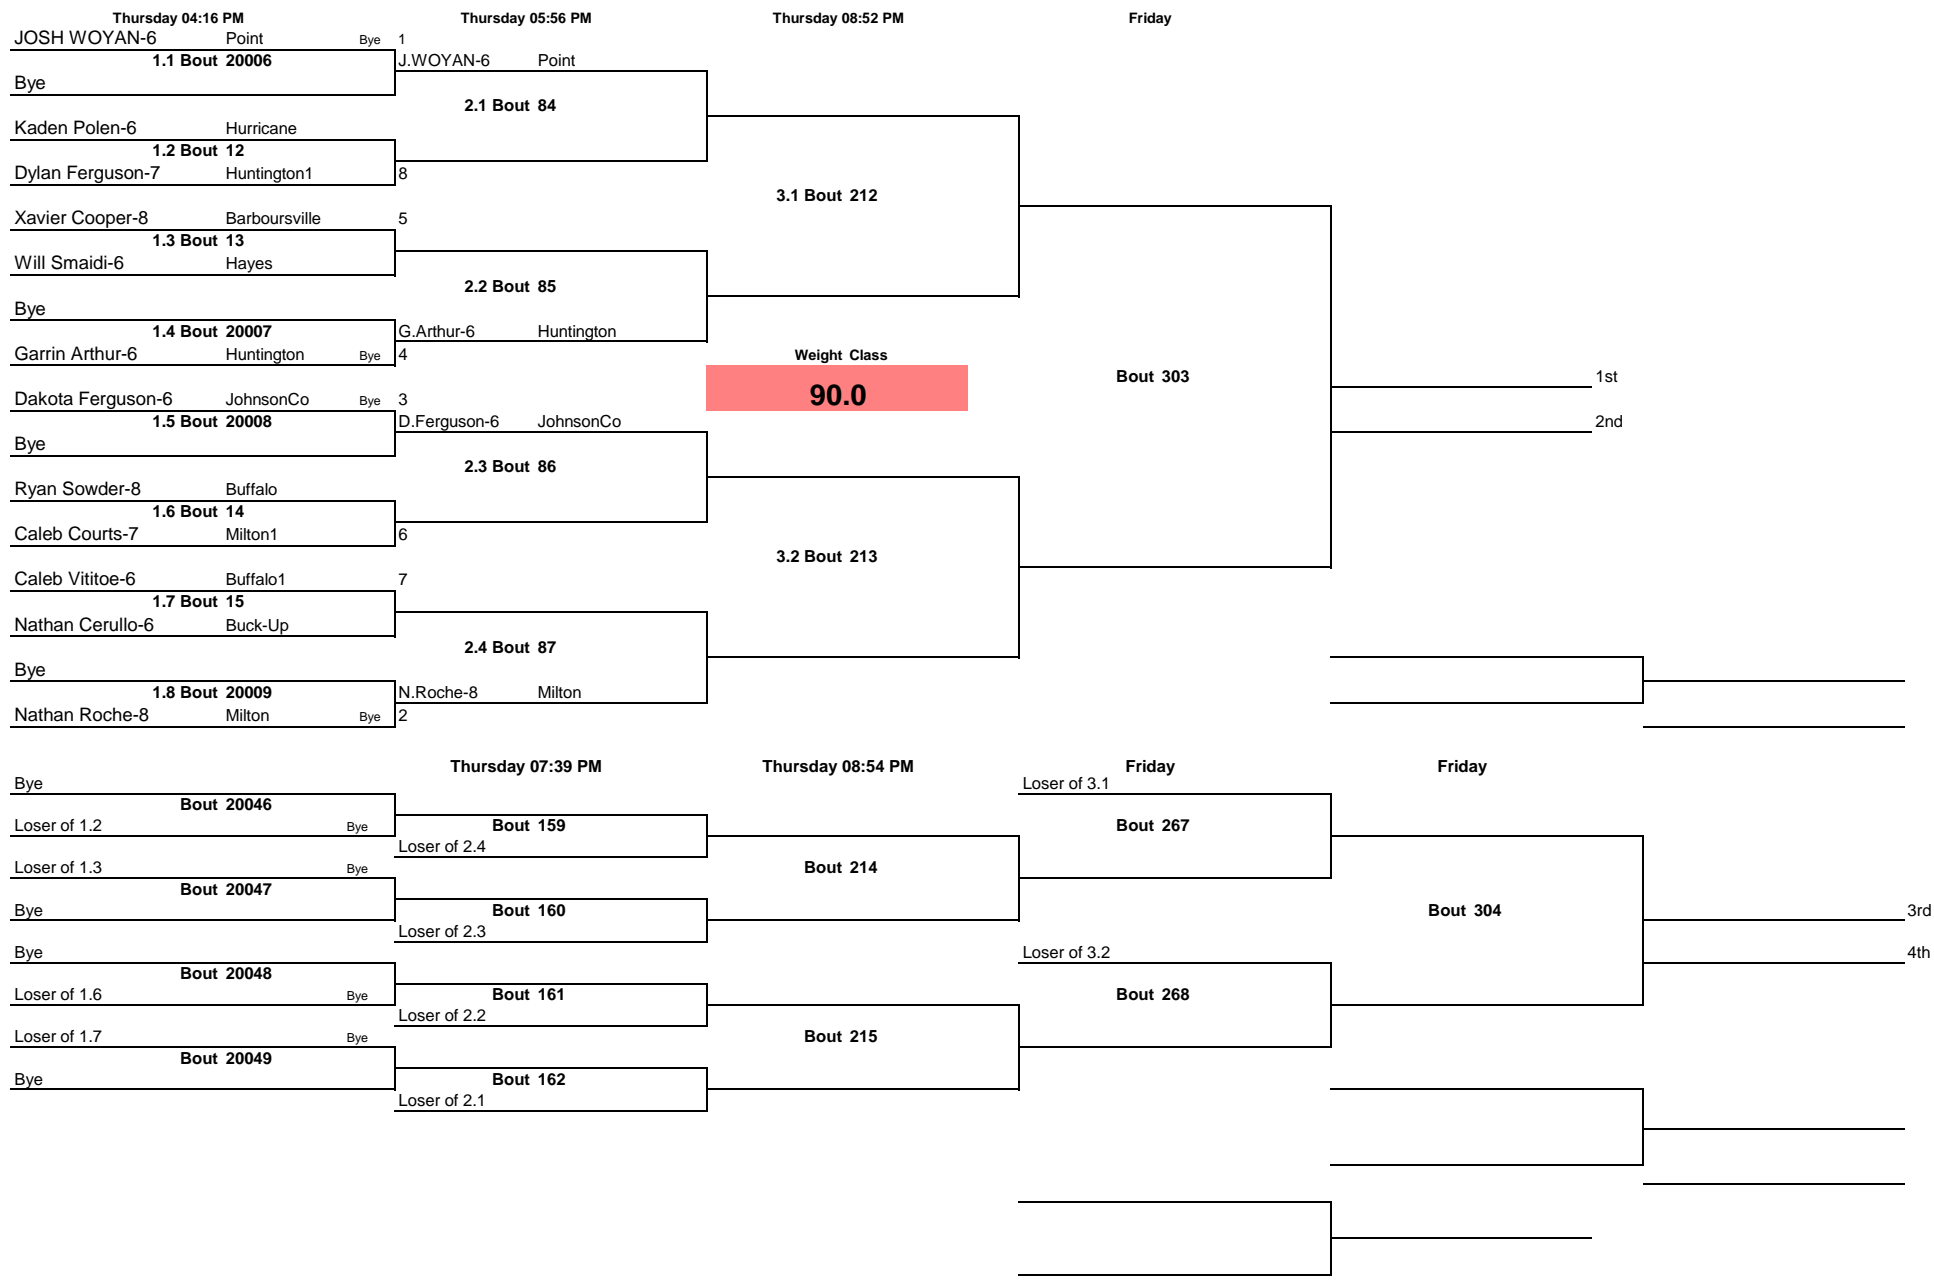 Thursday 04:16 PM Thursday 05:56 PM Thursday 08:52 PM Friday
JOSH WOYAN-6 Point Bye 1
1.1 Bout 20006 J.WOYAN-6 Point
Bye
2.1 Bout 84
Kaden Polen-6 Hurricane
1.2 Bout 12
Dylan Ferguson-7 Huntington1 8
3.1 Bout 212
Xavier Cooper-8 Barboursville 5
1.3 Bout 13
Will Smaidi-6 Hayes
2.2 Bout 85
Bye
1.4 Bout 20007 G.Arthur-6 Huntington
Garrin Arthur-6 Huntington Bye 4 Weight Class
Bout 303 1st
Dakota Ferguson-6 JohnsonCo Bye 3 90.0
1.5 Bout 20008 D.Ferguson-6 JohnsonCo 2nd
Bye
2.3 Bout 86
Ryan Sowder-8 Buffalo
1.6 Bout 14
Caleb Courts-7 Milton1 6
3.2 Bout 213
Caleb Vititoe-6 Buffalo1 7
1.7 Bout 15
Nathan Cerullo-6 Buck-Up
2.4 Bout 87
Bye
1.8 Bout 20009 N.Roche-8 Milton
Nathan Roche-8 Milton Bye 2
Thursday 07:39 PM Thursday 08:54 PM Friday Friday
Bye Loser of 3.1
Bout 20046
Loser of 1.2 Bye Bout 159 Bout 267
Loser of 2.4
Loser of 1.3 Bye Bout 214
Bout 20047
Bye Bout 160 Bout 304 3rd
Loser of 2.3
Bye Loser of 3.2 4th
Bout 20048
Loser of 1.6 Bye Bout 161 Bout 268
Loser of 2.2
Loser of 1.7 Bye Bout 215
Bout 20049
Bye Bout 162
Loser of 2.1